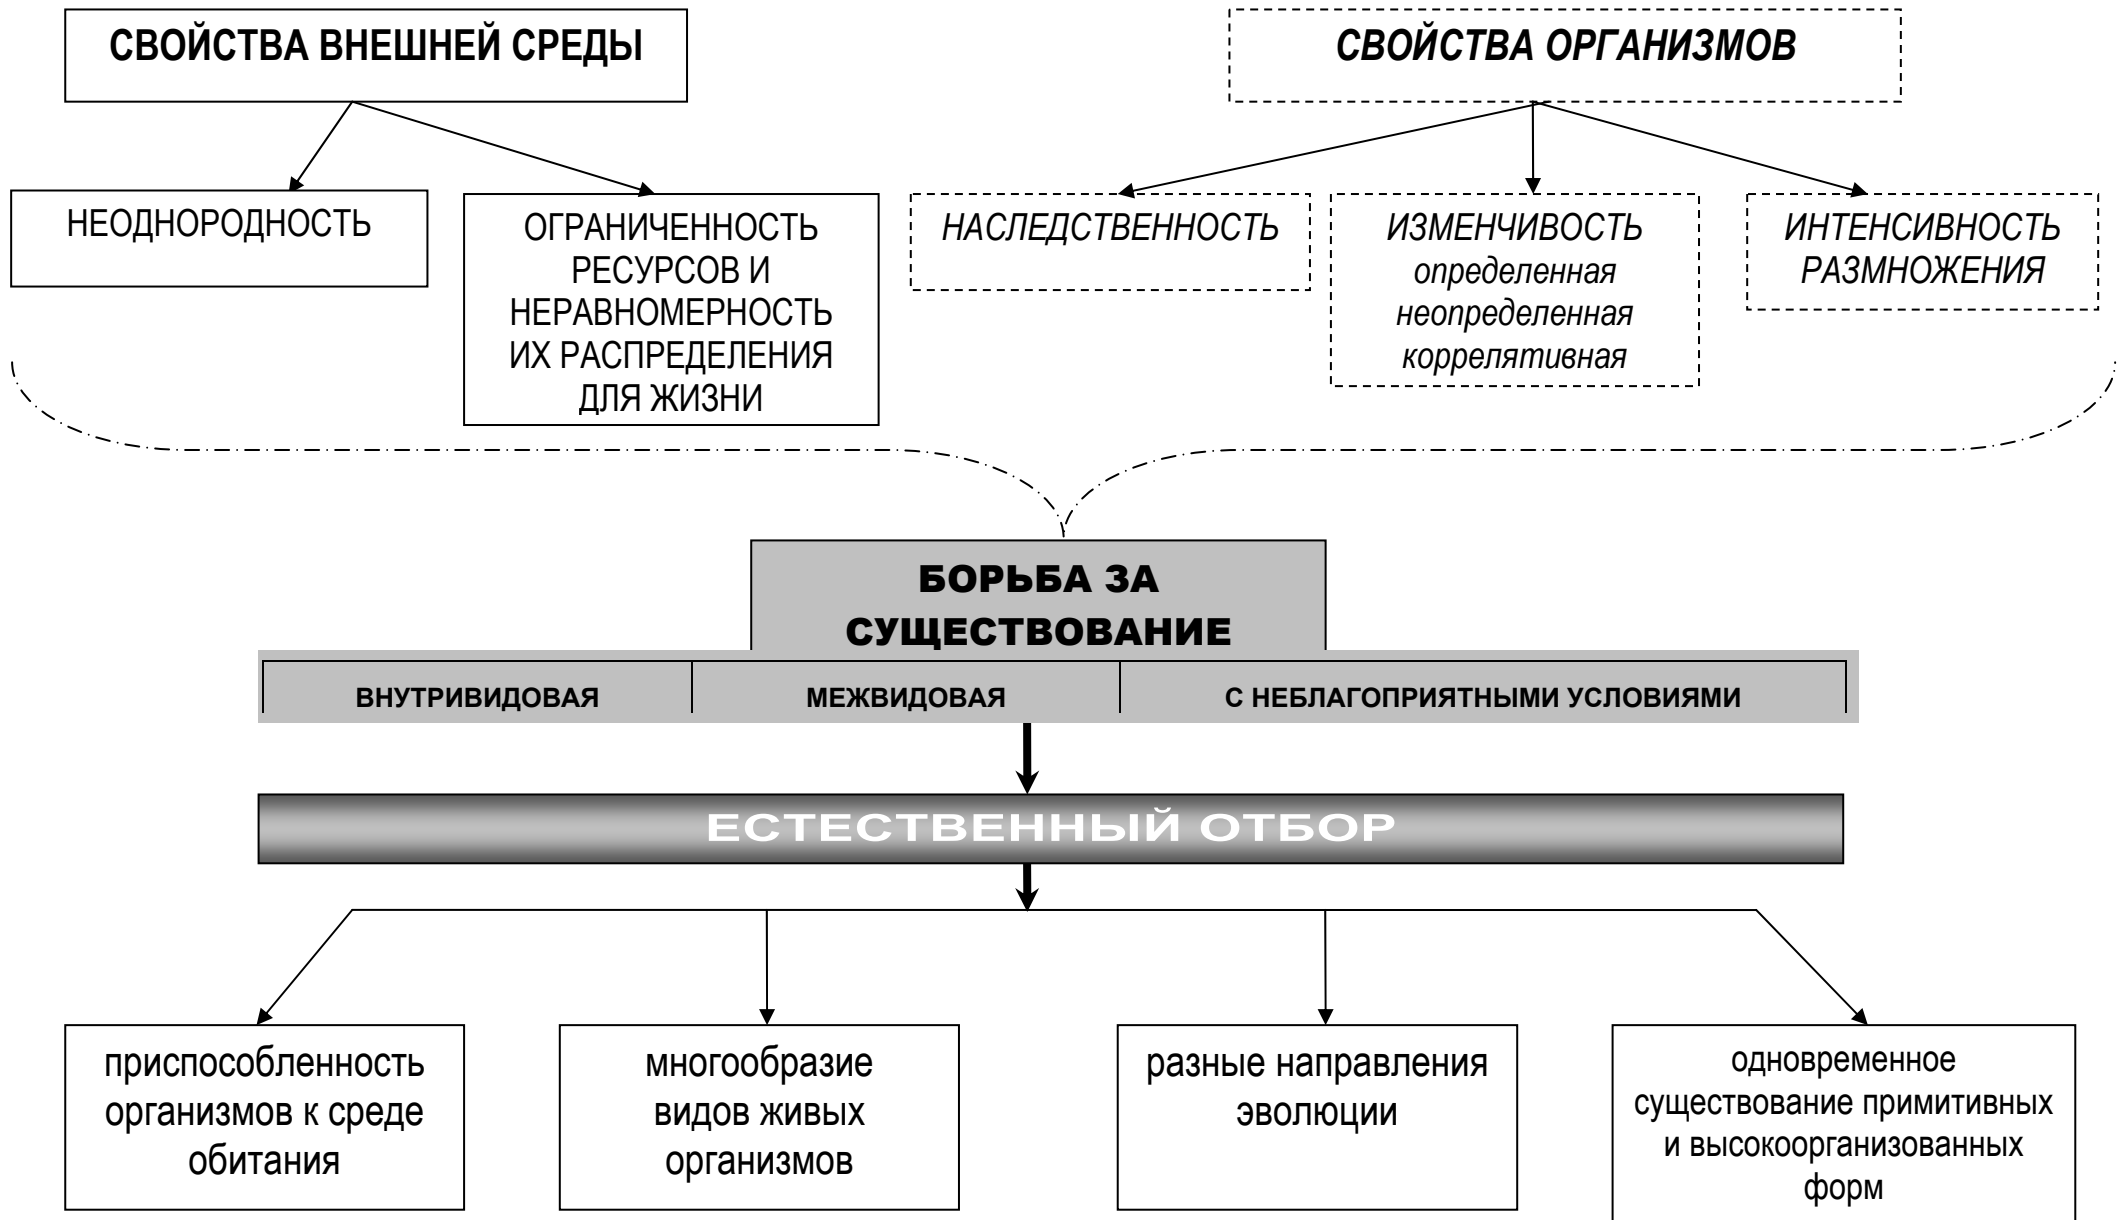 СВОЙСТВА ВНЕШНЕЙ СРЕДЫ
СВОЙСТВА ОРГАНИЗМОВ
НЕОДНОРОДНОСТЬ
ОГРАНИЧЕННОСТЬ
РЕСУРСОВ И
НЕРАВНОМЕРНОСТЬ
ИХ РАСПРЕДЕЛЕНИЯ
ДЛЯ ЖИЗНИ
НАСЛЕДСТВЕННОСТЬ
ИЗМЕНЧИВОСТЬ
определенная
неопределенная
коррелятивная
ИНТЕНСИВНОСТЬ
РАЗМНОЖЕНИЯ
БОРЬБА ЗА
СУЩЕСТВОВАНИЕ
ВНУТРИВИДОВАЯ
МЕЖВИДОВАЯ
С НЕБЛАГОПРИЯТНЫМИ УСЛОВИЯМИ
ЕСТЕСТВЕННЫЙ ОТБОР
приспособленность
организмов к среде
обитания
многообразие
видов живых
организмов
разные направления
эволюции
одновременное
существование примитивных
и высокоорганизованных
форм